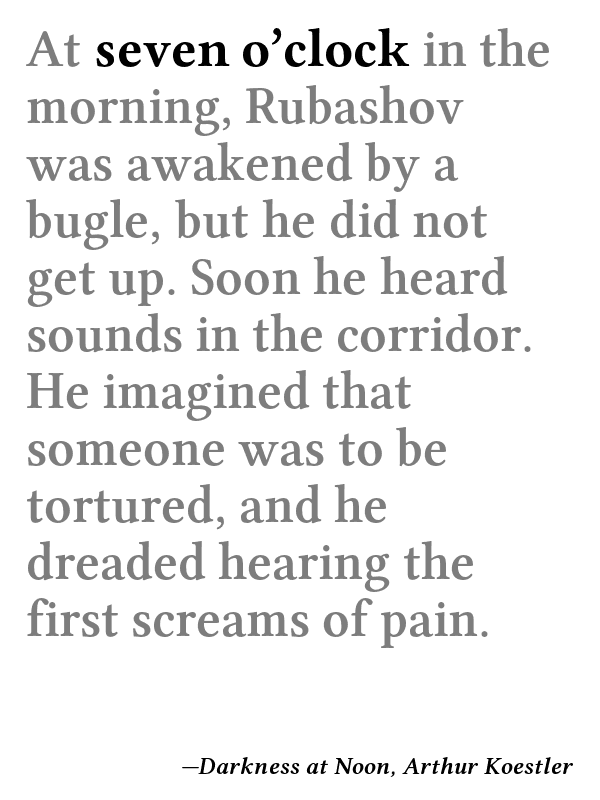 At seven o’clock in the
morning, Rubashov
was awakened by a
bugle, but he did not
get up. Soon he heard
sounds in the corridor.
He imagined that
someone was to be
tortured, and he
dreaded hearing the
first screams of pain.
—Darkness at Noon, Arthur Koestler